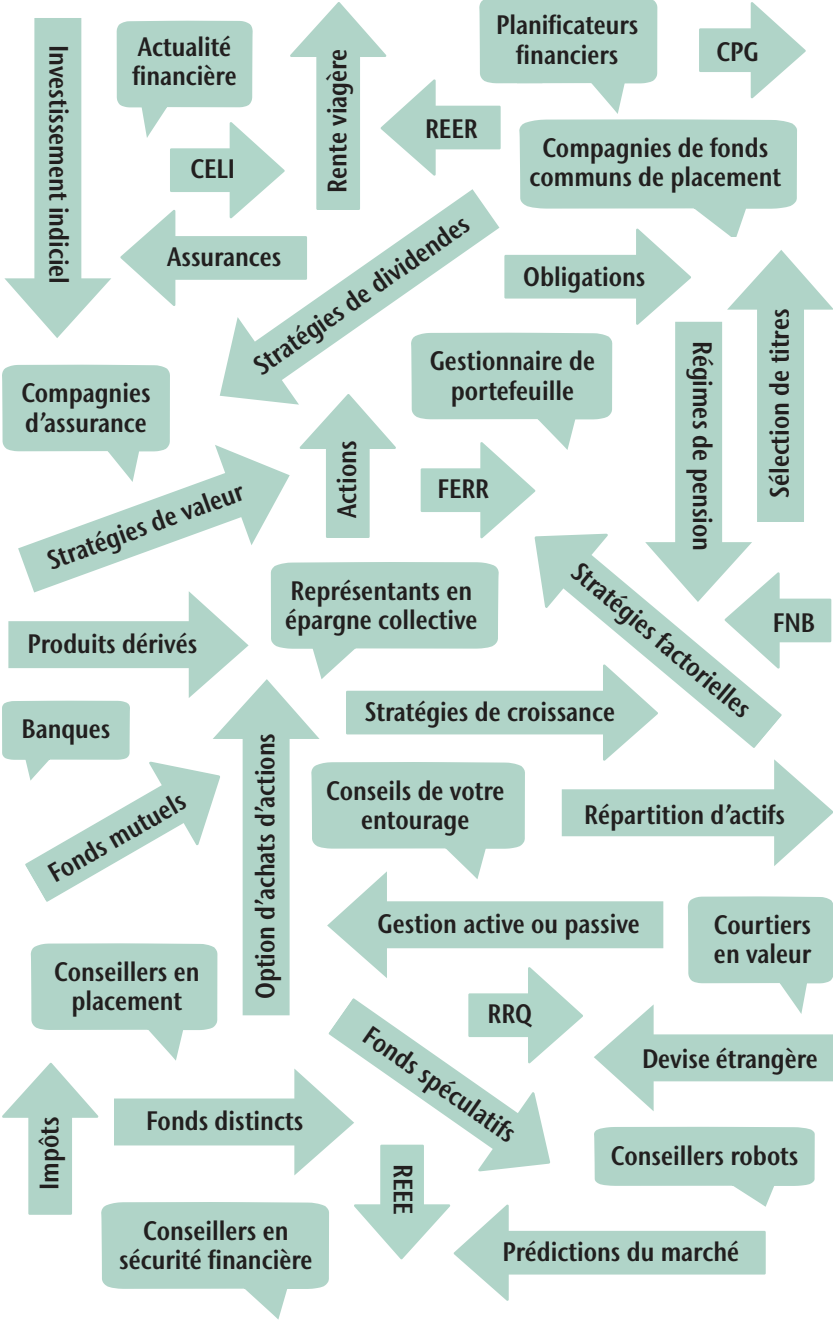 Investissement indiciel
Actualité
financière
Rente viagère
Planificateurs
financiers
CPG
REER
CELI
Compagnies de fonds
communs de placement
Assurances
Stratégies de dividendes
Obligations
Sélection de titres
Régimes de pension
Gestionnaire de
portefeuille
Compagnies
d’assurance
Actions
FERR
Stratégies de valeur
Stratégies factorielles
Représentants en
épargne collective
FNB
Produits dérivés
Stratégies de croissance
Banques
Option d’achats d’actions
Fonds mutuels
Conseils de votre
entourage
Répartition d’actifs
Gestion active ou passive
Courtiers
en valeur
Conseillers en
placement
RRQ
Fonds spéculatifs
Devise étrangère
Impôts
Fonds distincts
REEE
Conseillers robots
Conseillers en
sécurité financière
Prédictions du marché